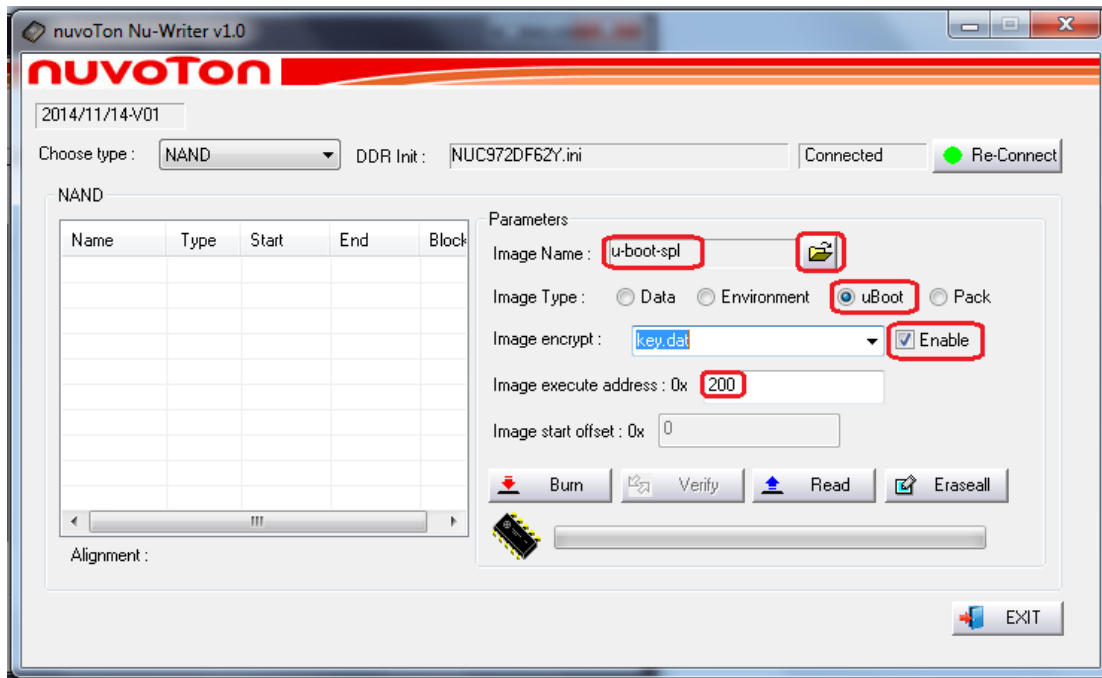 nuvoTon Nu-Writer v1.0
nuvoTon
2014/11/14-V01
Choose type : NAND DDR Init : NUC972DF62Y.ini Connected Re-Connect
NAND
Name Type Start End Block
Parameters
Image Name : u-boot-spl
Image Type : Data Environment uBoot Pack
Image encrypt : key.dat Enable
Image execute address : 0x 200
Image start offset : 0x 0
Burn Verify Read Eraseall
Alignment :
EXIT